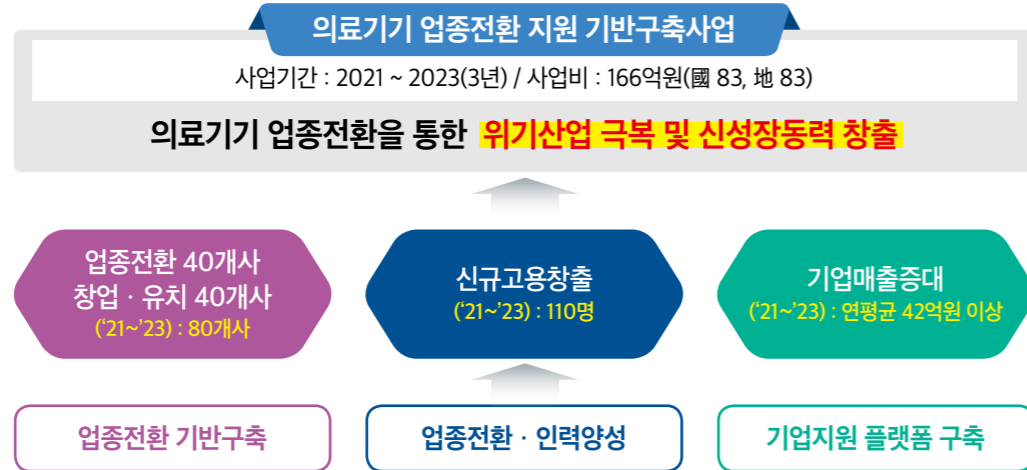 의료기기 업종전환 지원 기반구축사업
사업기간 : 2021 ~ 2023(3년) / 사업비 : 166억원(國 83, 地 83)
의료기기 업종전환을 통한 위기산업 극복 및 신성장동력 창출
업종전환 40개사
창업 · 유치 40개사
(‘21~’23) : 80개사
신규고용창출
(‘21~’23) : 110명
기업매출증대
(‘21~’23) : 연평균 42억원 이상
업종전환 기반구축
업종전환 · 인력양성
기업지원 플랫폼 구축